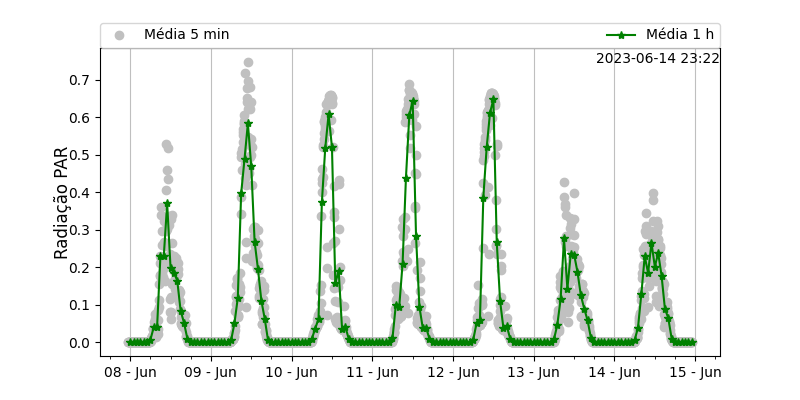 Média 5 min
Média 1 h
2023-06-14 23:22
Radiação PAR
0.7
0.6
0.5
0.4
0.3
0.2
0.1
0.0
08 - Jun
09 - Jun
10 - Jun
11 - Jun
12 - Jun
13 - Jun
14 - Jun
15 - Jun